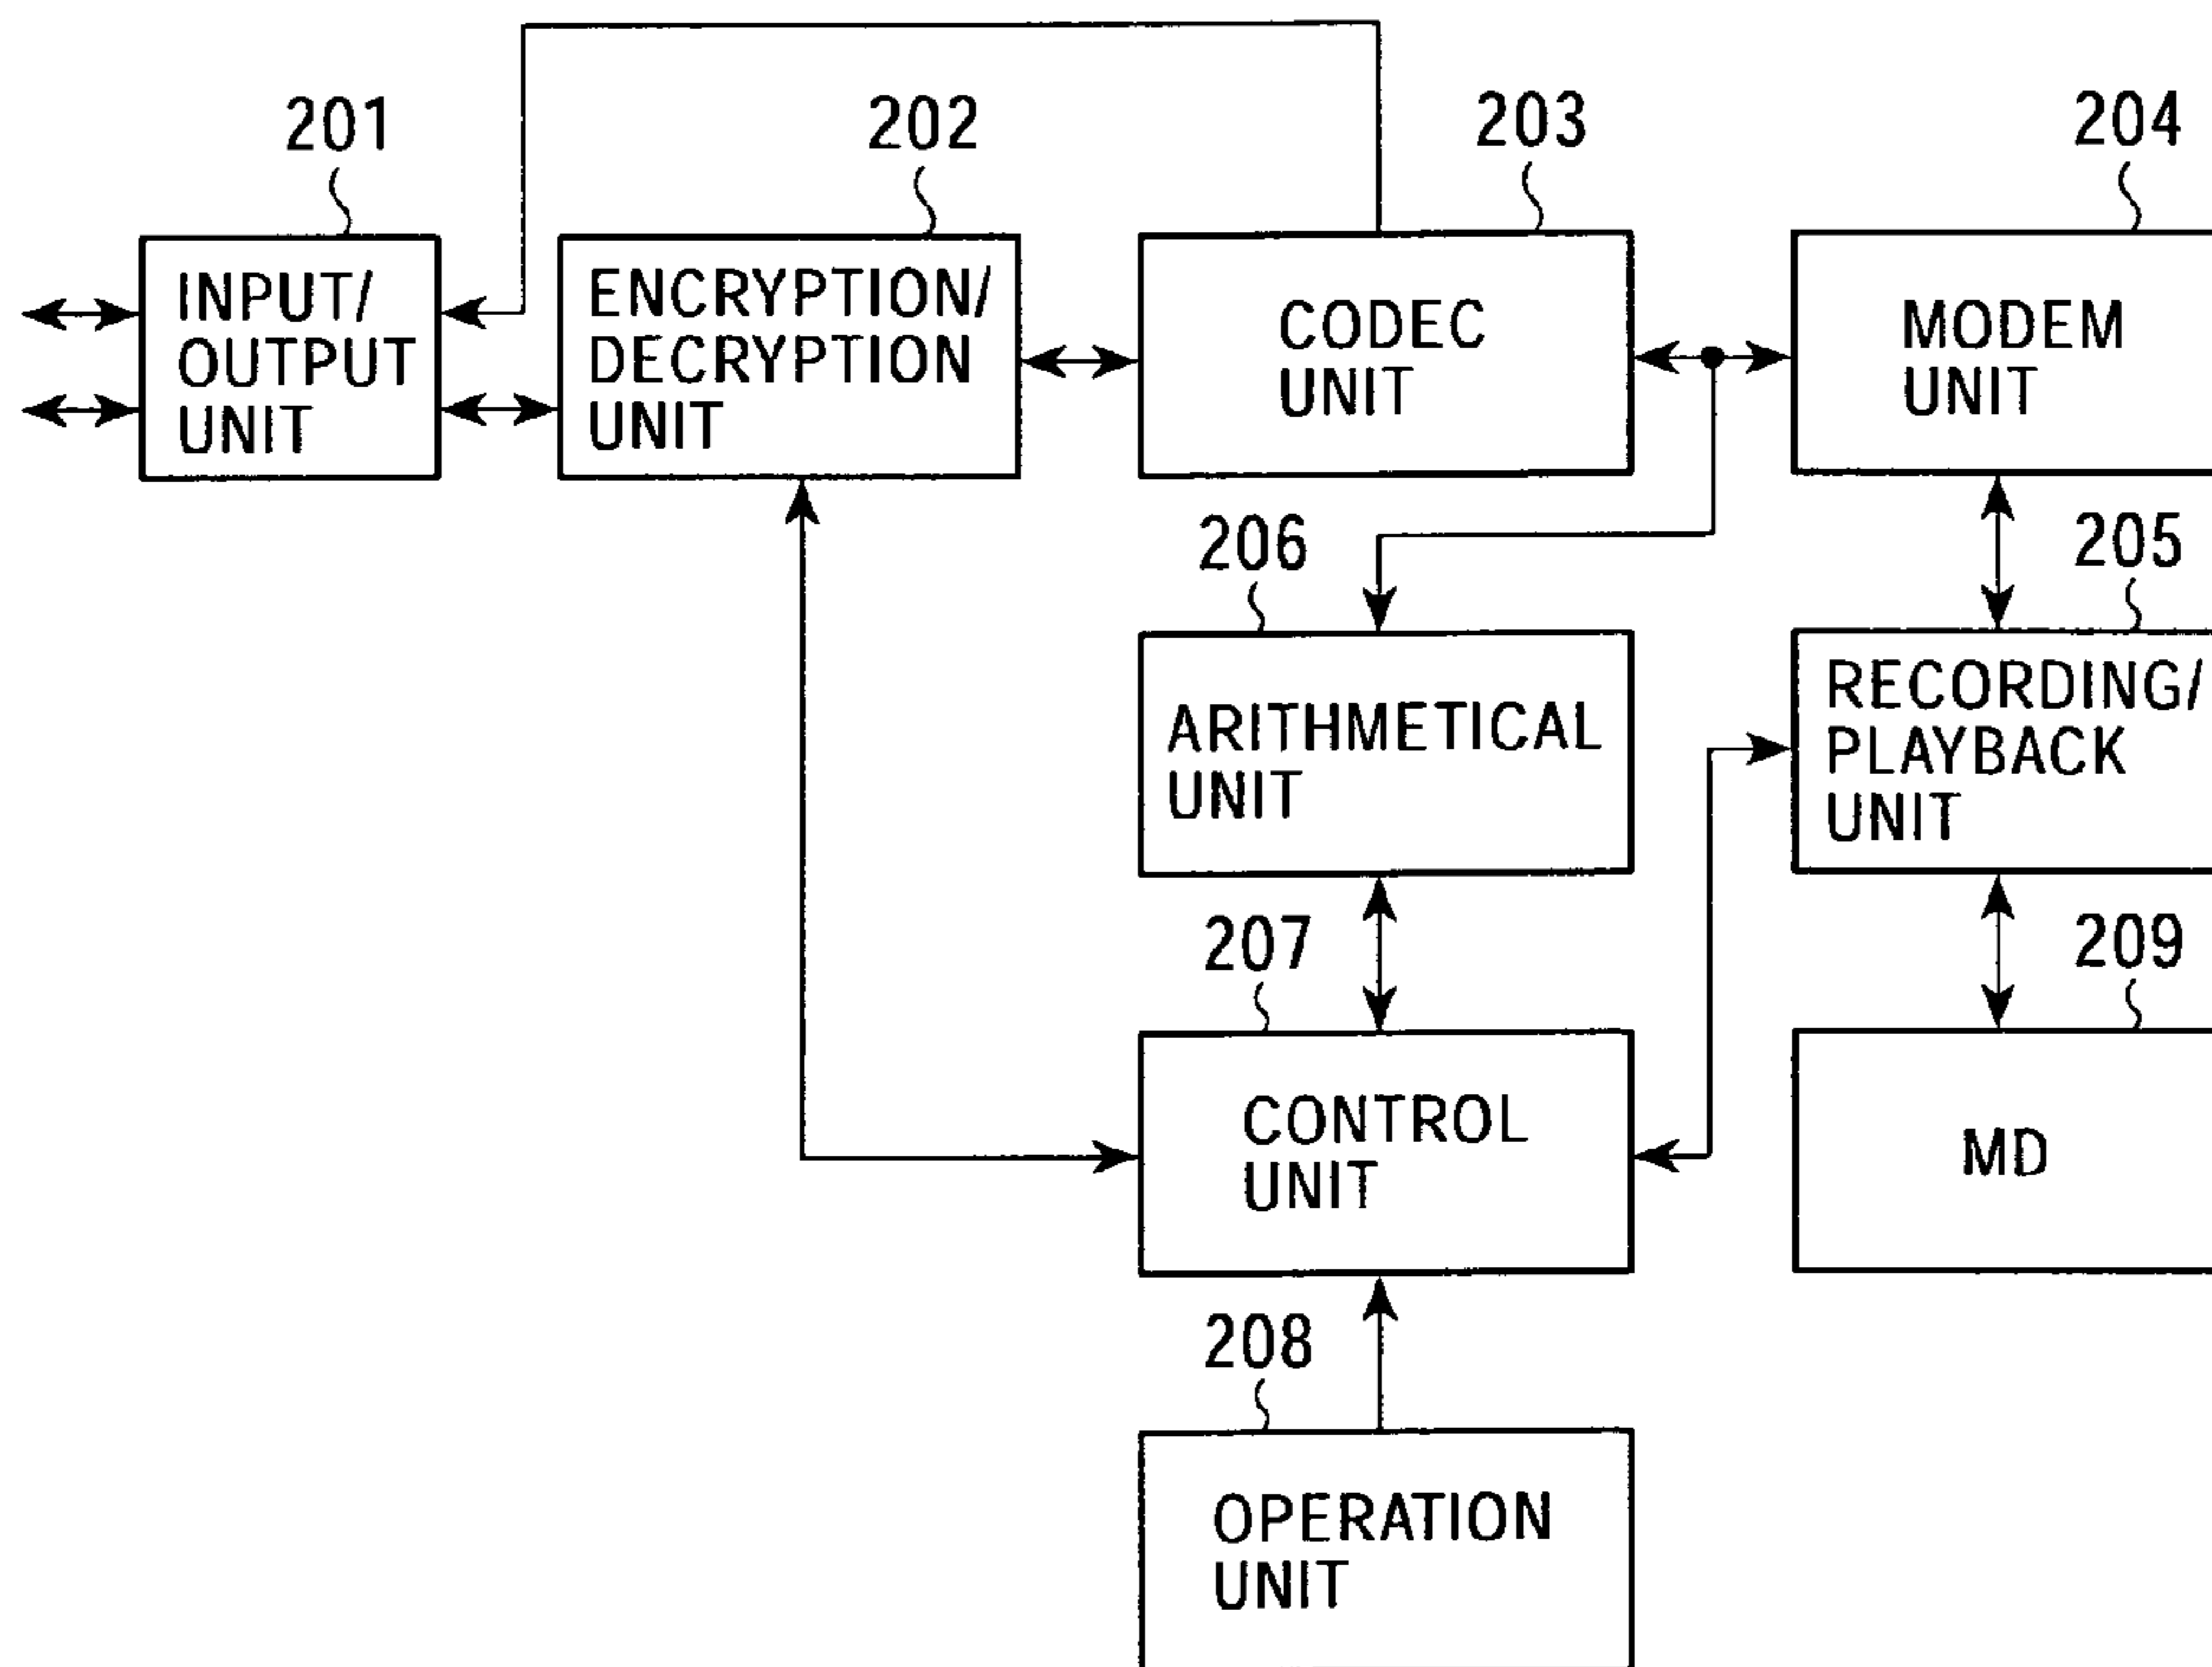 201
202
203
204
INPUT/
OUTPUT
UNIT
ENCRYPTION/
DECRYPTION
UNIT
CODEC
UNIT
MODEM
UNIT
206
205
ARITHMETICAL
UNIT
RECORDING/
PLAYBACK
UNIT
207
209
CONTROL
UNIT
MD
208
OPERATION
UNIT